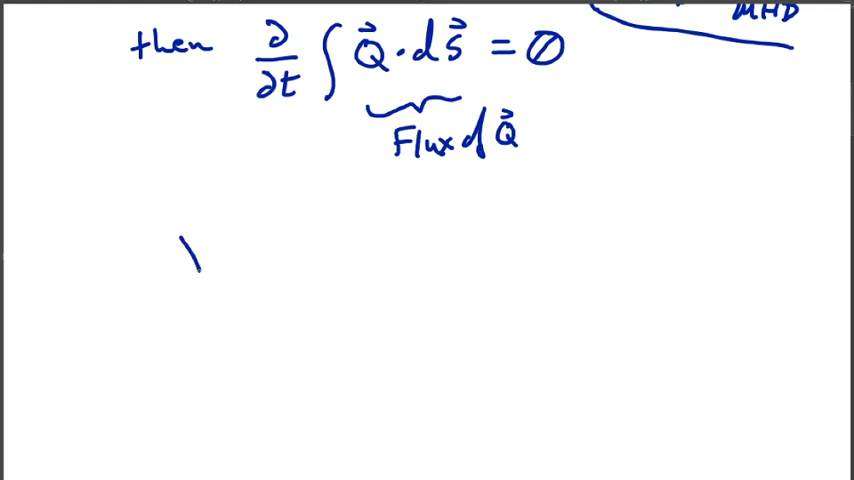 MHD
then ∂/∂t ∫ Q⃗ · dS⃗ = ∅
Flux of Q⃗